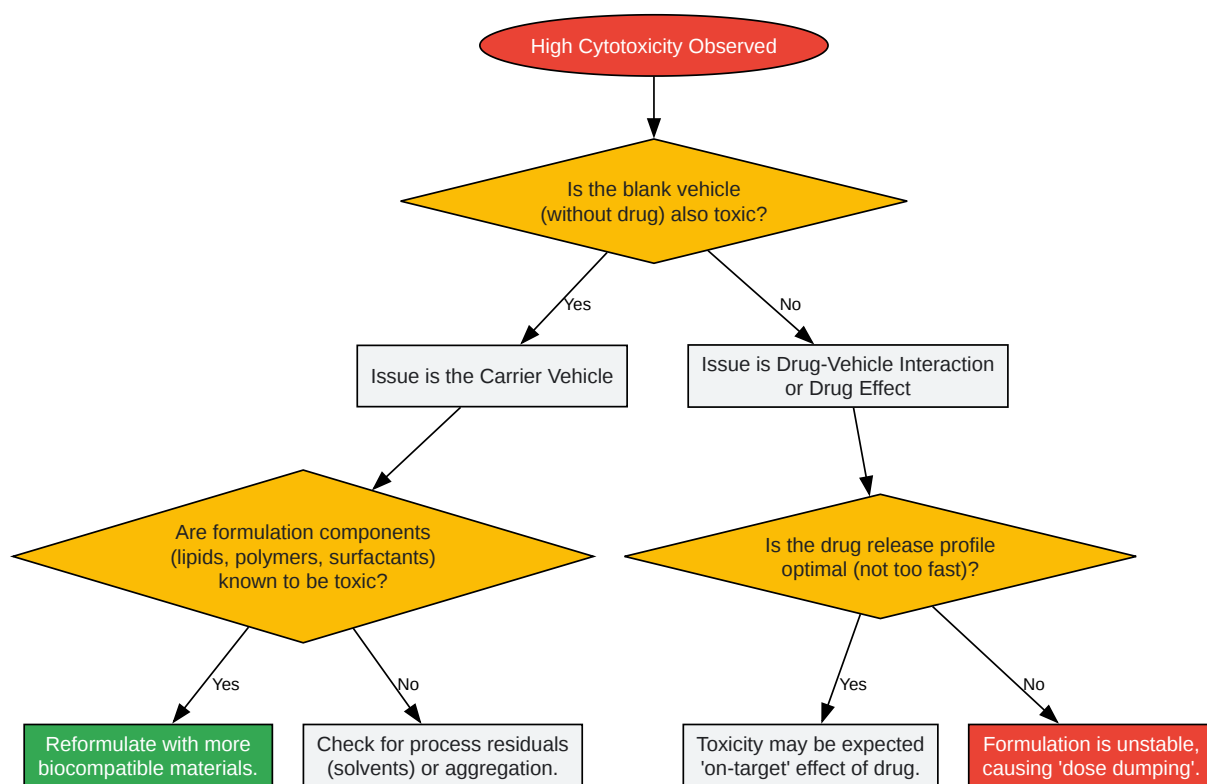 High Cytotoxicity Observed
Is the blank vehicle
(without drug) also toxic?
Yes
No
Issue is the Carrier Vehicle
Issue is Drug-Vehicle Interaction
or Drug Effect
Are formulation components
(lipids, polymers, surfactants)
known to be toxic?
Is the drug release profile
optimal (not too fast)?
Yes
No
Yes
No
Reformulate with more
biocompatible materials.
Check for process residuals
(solvents) or aggregation.
Toxicity may be expected
'on-target' effect of drug.
Formulation is unstable,
causing 'dose dumping'.